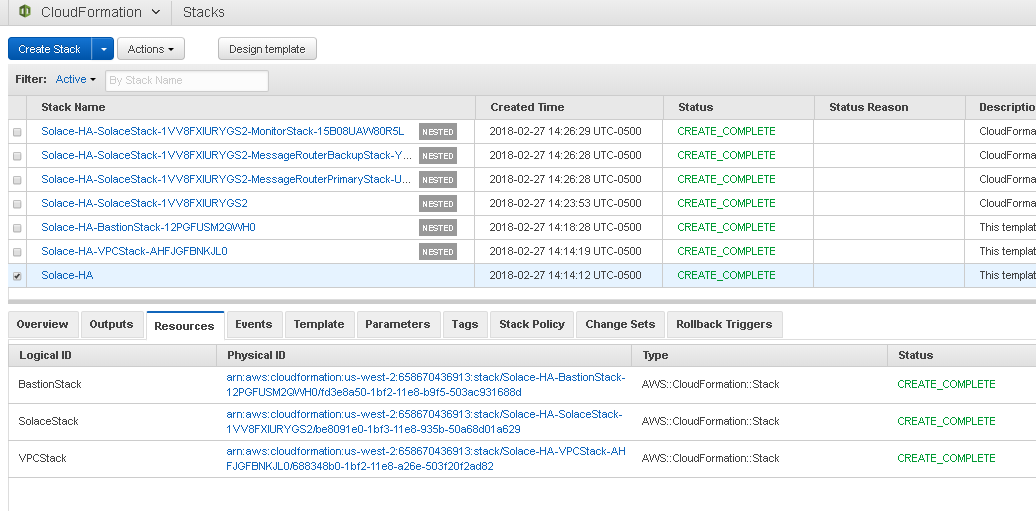 CloudFormation Stacks
Create Stack Actions Design template
Filter: Active By Stack Name
Stack Name Created Time Status Status Reason Descriptio
Solace-HA-SolaceStack-1VV8FXIURYGS2-MonitorStack-15B08UAW80R5L NESTED 2018-02-27 14:26:29 UTC-0500 CREATE_COMPLETE CloudForma
Solace-HA-SolaceStack-1VV8FXIURYGS2-MessageRouterBackupStack-Y... NESTED 2018-02-27 14:26:28 UTC-0500 CREATE_COMPLETE CloudForma
Solace-HA-SolaceStack-1VV8FXIURYGS2-MessageRouterPrimaryStack-U... NESTED 2018-02-27 14:26:28 UTC-0500 CREATE_COMPLETE CloudForma
Solace-HA-SolaceStack-1VV8FXIURYGS2 NESTED 2018-02-27 14:23:53 UTC-0500 CREATE_COMPLETE CloudForma
Solace-HA-BastionStack-12PGFUSM2QWH0 NESTED 2018-02-27 14:18:28 UTC-0500 CREATE_COMPLETE This templat
Solace-HA-VPCStack-AHFJGFBNKJL0 NESTED 2018-02-27 14:14:19 UTC-0500 CREATE_COMPLETE This templat
Solace-HA 2018-02-27 14:14:12 UTC-0500 CREATE_COMPLETE This templat
Overview Outputs Resources Events Template Parameters Tags Stack Policy Change Sets Rollback Triggers
Logical ID Physical ID Type Status
BastionStack arn:aws:cloudformation:us-west-2:658670436913:stack/Solace-HA-BastionStack- AWS::CloudFormation::Stack CREATE_COMPLETE
12PGFUSM2QWH0/fd3e8a50-1bf2-11e8-b9f5-503ac931688d
SolaceStack arn:aws:cloudformation:us-west-2:658670436913:stack/Solace-HA-SolaceStack- AWS::CloudFormation::Stack CREATE_COMPLETE
1VV8FXIURYGS2/be8091e0-1bf3-11e8-935b-50a68d01a629
VPCStack arn:aws:cloudformation:us-west-2:658670436913:stack/Solace-HA-VPCStack-AH AWS::CloudFormation::Stack CREATE_COMPLETE
FJGFBNKJL0/688348b0-1bf2-11e8-a26e-503f20f2ad82